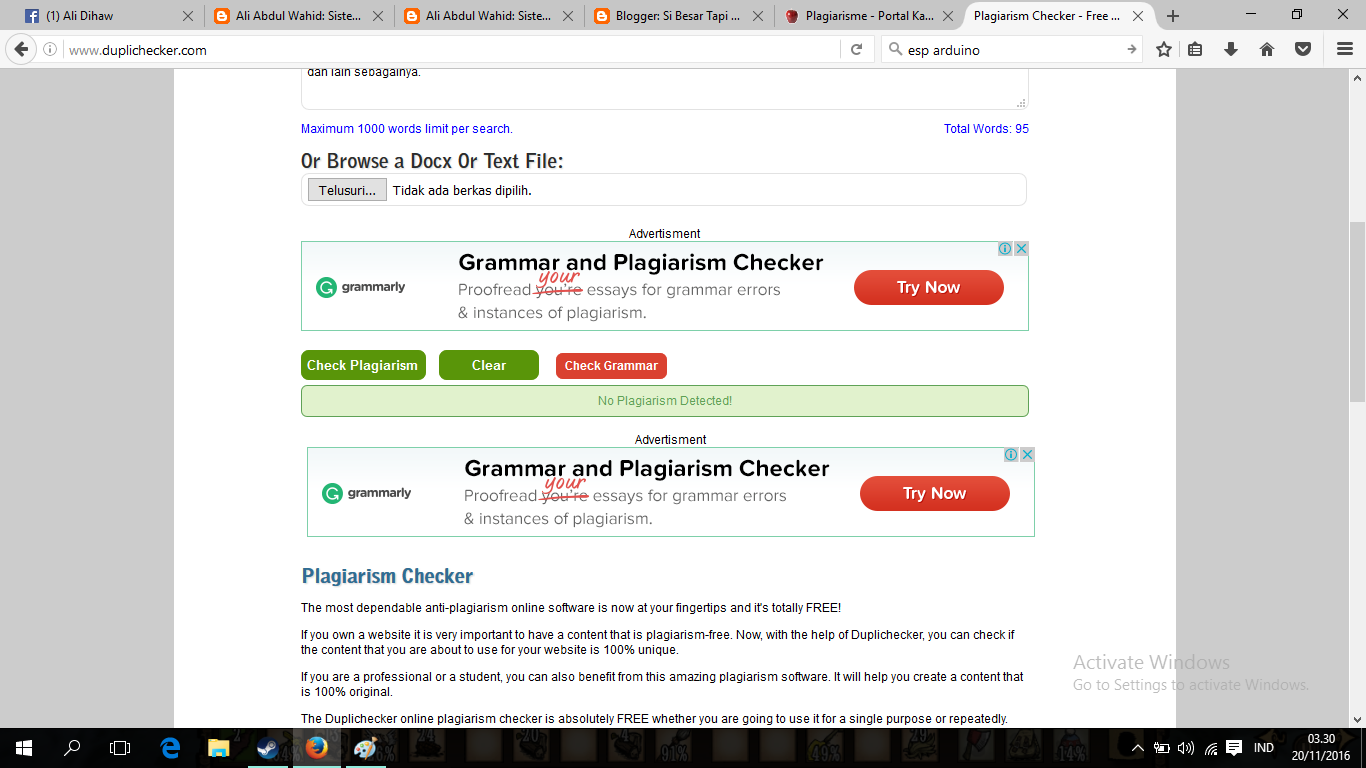 (1) Ali Dihaw
Ali Abdul Wahid: Siste...
Ali Abdul Wahid: Siste...
Blogger: Si Besar Tapi ...
Plagiarisme - Portal Ka...
Plagiarism Checker - Free ...
www.duplichecker.com
esp arduino
dan lain sebagainya.
Maximum 1000 words limit per search.
Total Words: 95
Or Browse a Docx Or Text File:
Telusuri... Tidak ada berkas dipilih.
Advertisment
Grammar and Plagiarism Checker
your
Proofread you're essays for grammar errors
& instances of plagiarism.
grammarly
Try Now
Check Plagiarism
Clear
Check Grammar
No Plagiarism Detected!
Advertisment
Grammar and Plagiarism Checker
your
Proofread you're essays for grammar errors
& instances of plagiarism.
grammarly
Try Now
Plagiarism Checker
The most dependable anti-plagiarism online software is now at your fingertips and it's totally FREE!
If you own a website it is very important to have a content that is plagiarism-free. Now, with the help of Duplichecker, you can check if
the content that you are about to use for your website is 100% unique.
If you are a professional or a student, you can also benefit from this amazing plagiarism software. It will help you create a content that
is 100% original.
The Duplichecker online plagiarism checker is absolutely FREE whether you are going to use it for a single purpose or repeatedly.
Activate Windows
Go to Settings to activate Windows.
IND
03.30
20/11/2016